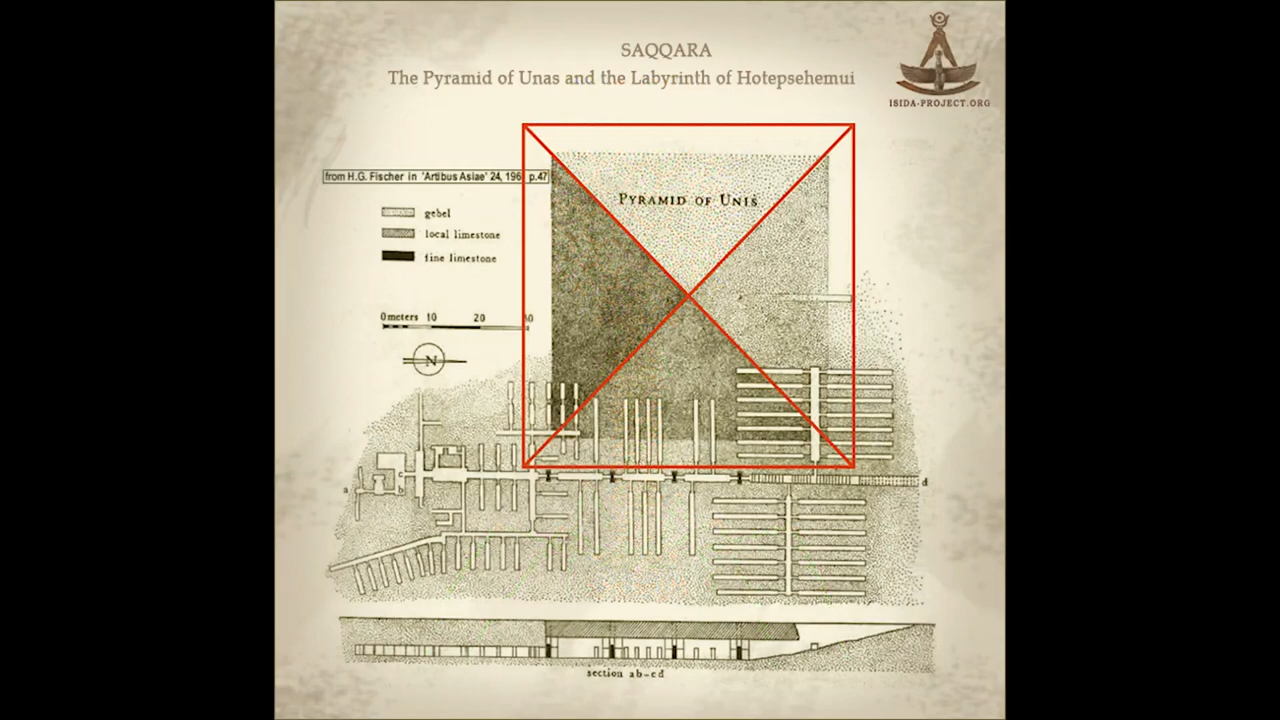 SAQQARA
The Pyramid of Unas and the Labyrinth of Hotepsehemui
ISIDA-PROJECT.ORG
from H.G. Fischer in 'Artibus Asiae' 24, 196 p.47
PYRAMID OF UNIS
gebel
local limestone
fine limestone
0 meters 10 20 30
N
a
b
c
d
section ab-cd